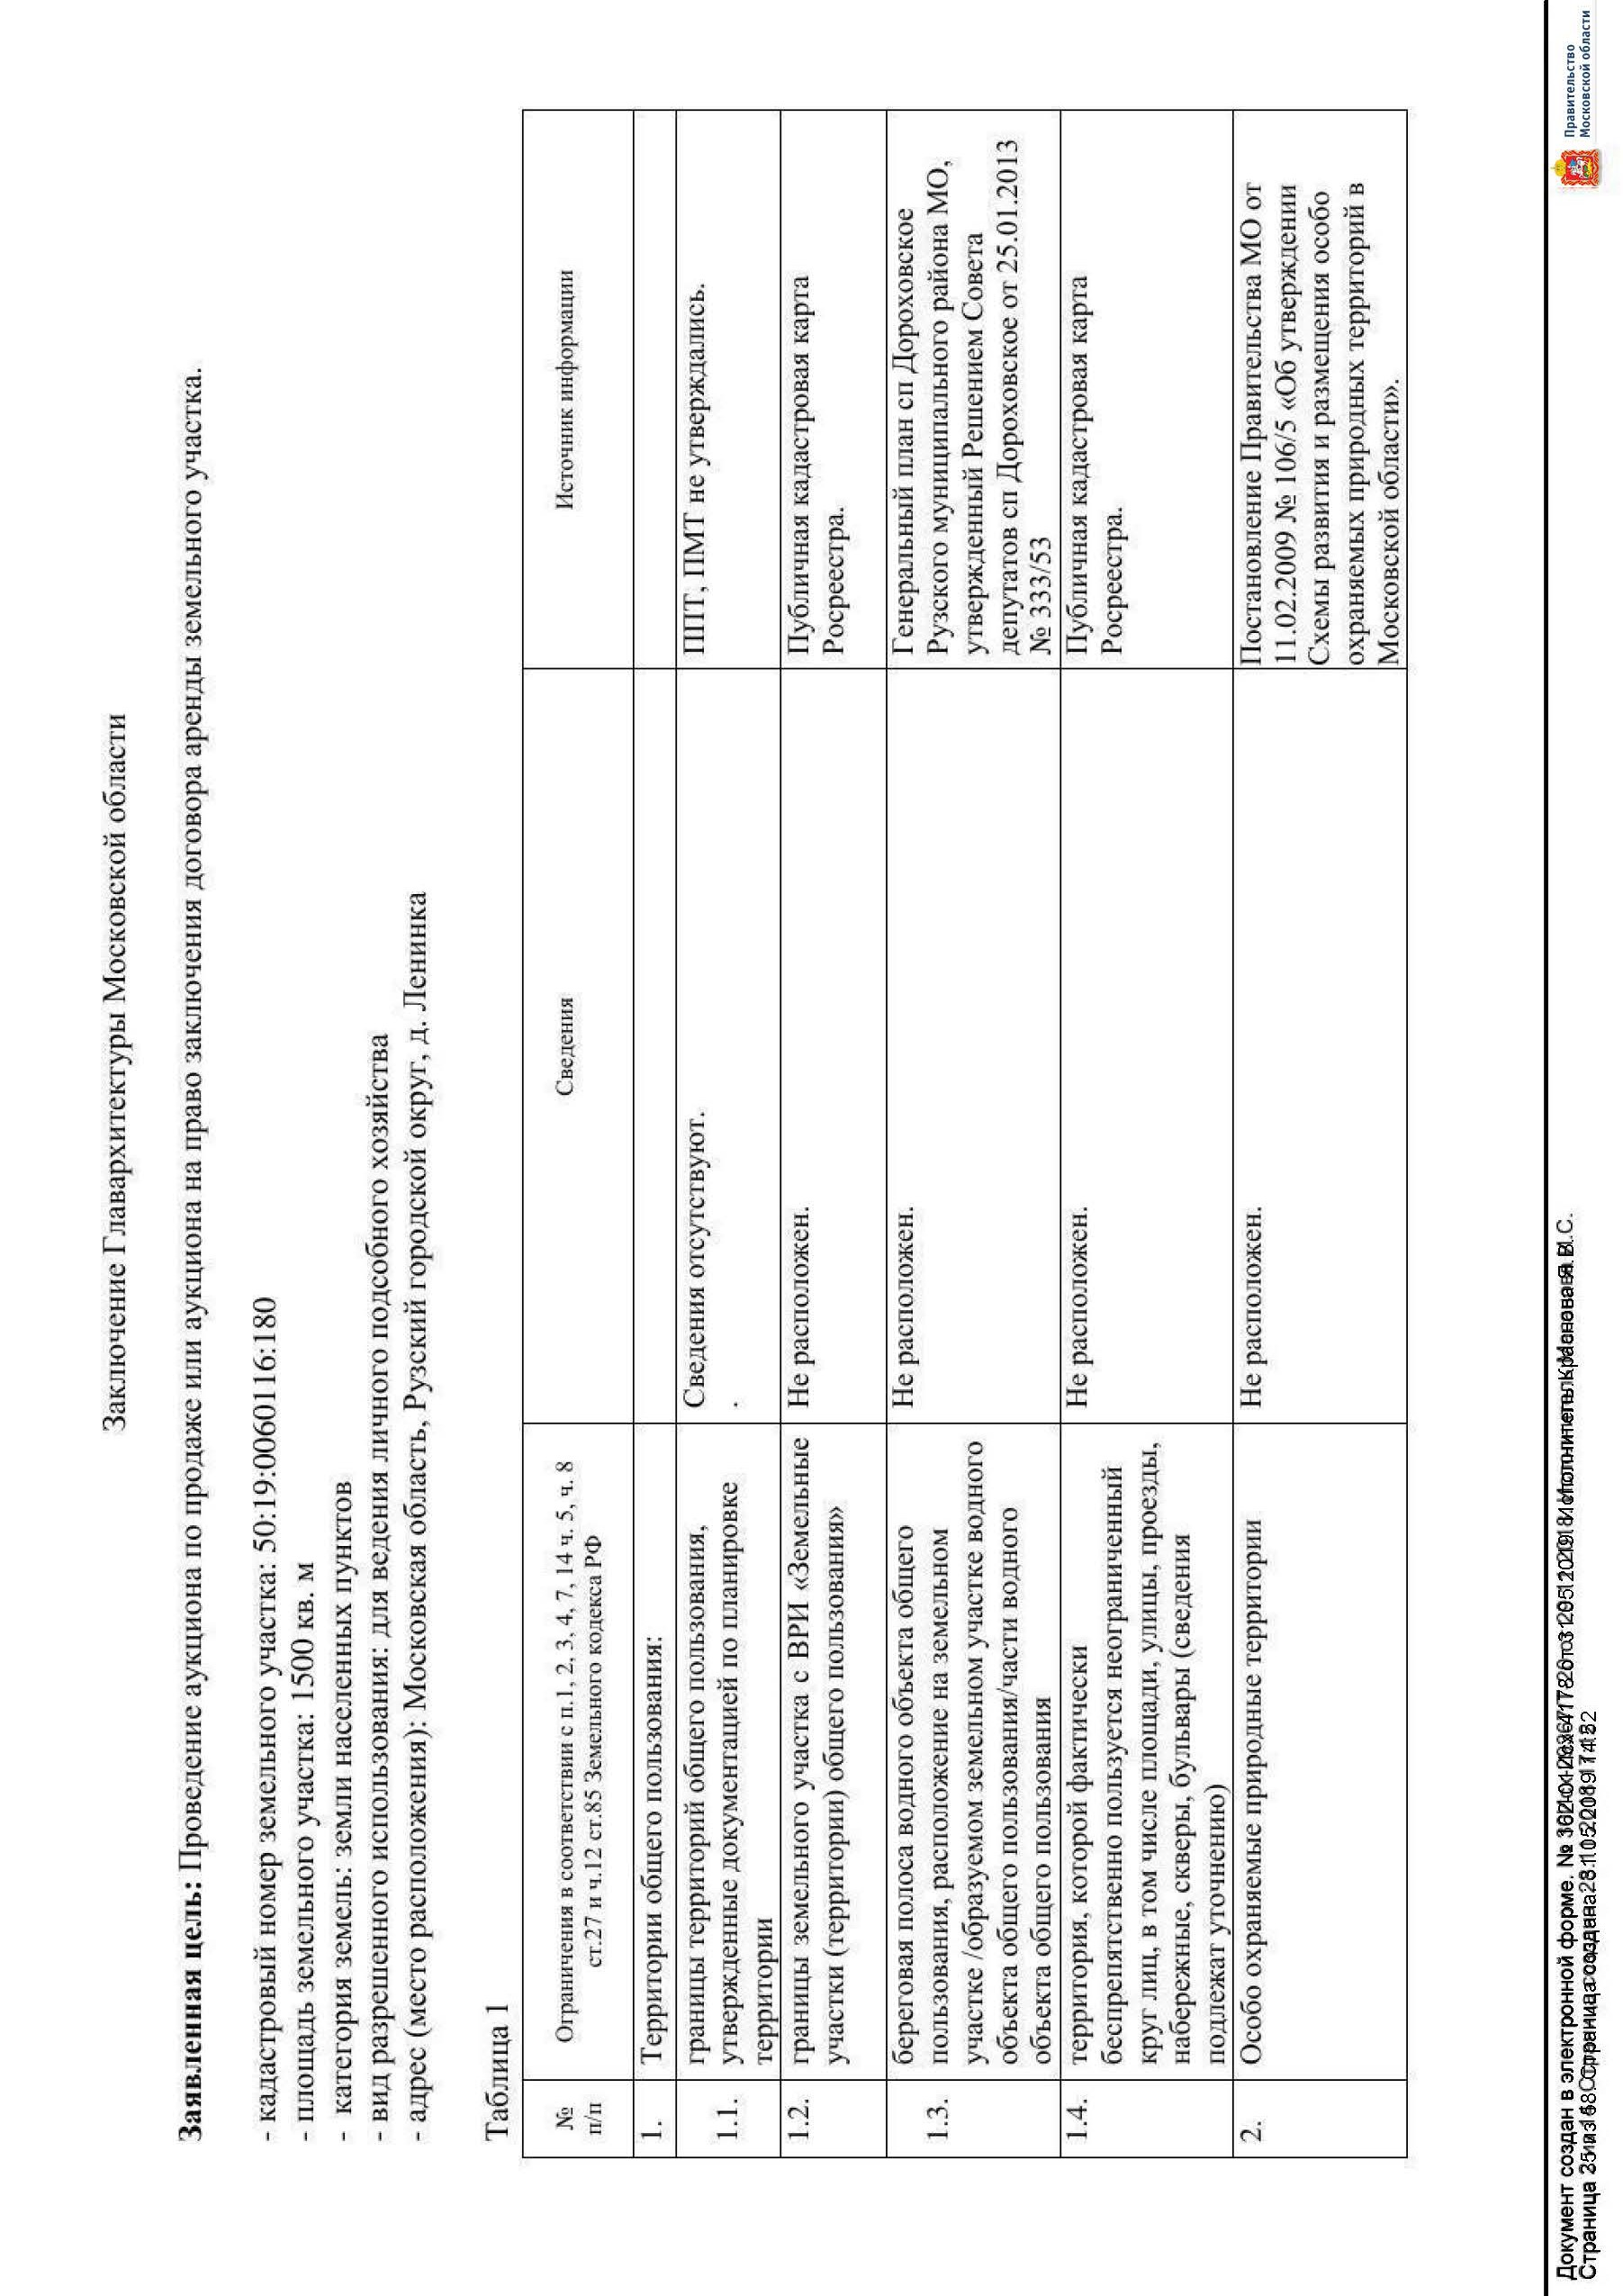 Заключение Главархитектуры Московской области
Заявленная цель: Проведение аукциона по продаже или аукциона на право заключения договора аренды земельного участка.
- кадастровый номер земельного участка: 50:19:0060116:180
- площадь земельного участка: 1500 кв. м
- категория земель: земли населенных пунктов
- вид разрешенного использования: для ведения личного подсобного хозяйства
- адрес (место расположения): Московская область, Рузский городской округ, д. Ленинка
Таблица 1
№
п/п
Ограничения в соответствии с п.1, 2, 3, 4, 7, 14 ч. 5, ч. 8
ст.27 и ч.12 ст.85 Земельного кодекса РФ
Сведения
Источник информации
1.
Территории общего пользования:
1.1.
границы территорий общего пользования,
утвержденные документацией по планировке
территории
Сведения отсутствуют.
.
ППТ, ПМТ не утверждались.
1.2.
границы земельного участка с ВРИ «Земельные
участки (территории) общего пользования»
Не расположен.
Публичная кадастровая карта
Росреестра.
1.3.
береговая полоса водного объекта общего
пользования, расположение на земельном
участке /образуемом земельном участке водного
объекта общего пользования/части водного
объекта общего пользования
Не расположен.
Генеральный план сп Дороховское
Рузского муниципального района МО,
утвержденный Решением Совета
депутатов сп Дороховское от 25.01.2013
№ 333/53
1.4.
территория, которой фактически
беспрепятственно пользуется неограниченный
круг лиц, в том числе площади, улицы, проезды,
набережные, скверы, бульвары (сведения
подлежат уточнению)
Не расположен.
Публичная кадастровая карта
Росреестра.
2.
Особо охраняемые природные территории
Не расположен.
Постановление Правительства МО от
11.02.2009 № 106/5 «Об утверждении
Схемы развития и размещения особо
охраняемых природных территорий в
Московской области».
Документ создан в электронной форме. №
Страница
Правительство
Московской области